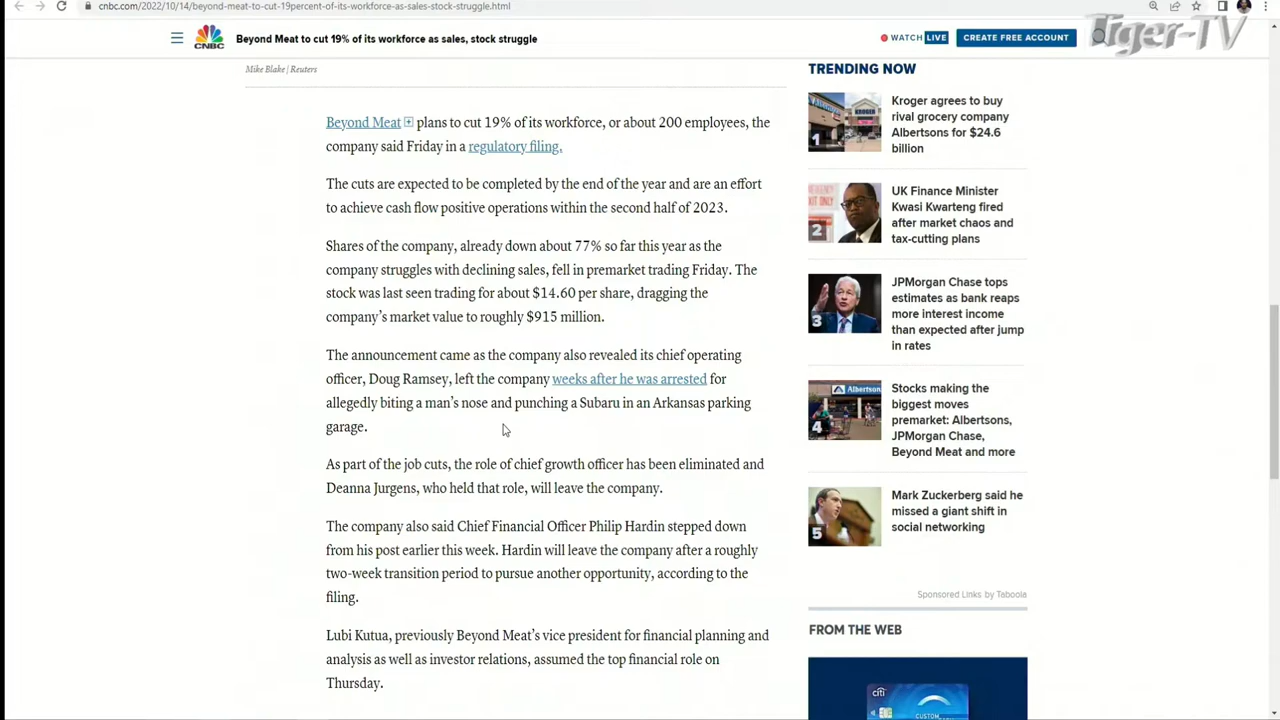 cnbc.com/2022/10/14/beyond-meat-to-cut-19percent-of-its-workforce-as-sales-stock-struggle.html
CNBC
Beyond Meat to cut 19% of its workforce as sales, stock struggle
WATCH LIVE
CREATE FREE ACCOUNT
Tiger-TV
Mike Blake | Reuters
Beyond Meat plans to cut 19% of its workforce, or about 200 employees, the
company said Friday in a regulatory filing.
The cuts are expected to be completed by the end of the year and are an effort
to achieve cash flow positive operations within the second half of 2023.
Shares of the company, already down about 77% so far this year as the
company struggles with declining sales, fell in premarket trading Friday. The
stock was last seen trading for about $14.60 per share, dragging the
company's market value to roughly $915 million.
The announcement came as the company also revealed its chief operating
officer, Doug Ramsey, left the company weeks after he was arrested for
allegedly biting a man's nose and punching a Subaru in an Arkansas parking
garage.
As part of the job cuts, the role of chief growth officer has been eliminated and
Deanna Jurgens, who held that role, will leave the company.
The company also said Chief Financial Officer Philip Hardin stepped down
from his post earlier this week. Hardin will leave the company after a roughly
two-week transition period to pursue another opportunity, according to the
filing.
Lubi Kutua, previously Beyond Meat's vice president for financial planning and
analysis as well as investor relations, assumed the top financial role on
Thursday.
TRENDING NOW
1
Kroger agrees to buy
rival grocery company
Albertsons for $24.6
billion
2
UK Finance Minister
Kwasi Kwarteng fired
after market chaos and
tax-cutting plans
3
JPMorgan Chase tops
estimates as bank reaps
more interest income
than expected after jump
in rates
Albertsons
4
Stocks making the
biggest moves
premarket: Albertsons,
JPMorgan Chase,
Beyond Meat and more
5
Mark Zuckerberg said he
missed a giant shift in
social networking
Sponsored Links by Taboola
FROM THE WEB
citi
CUSTOM